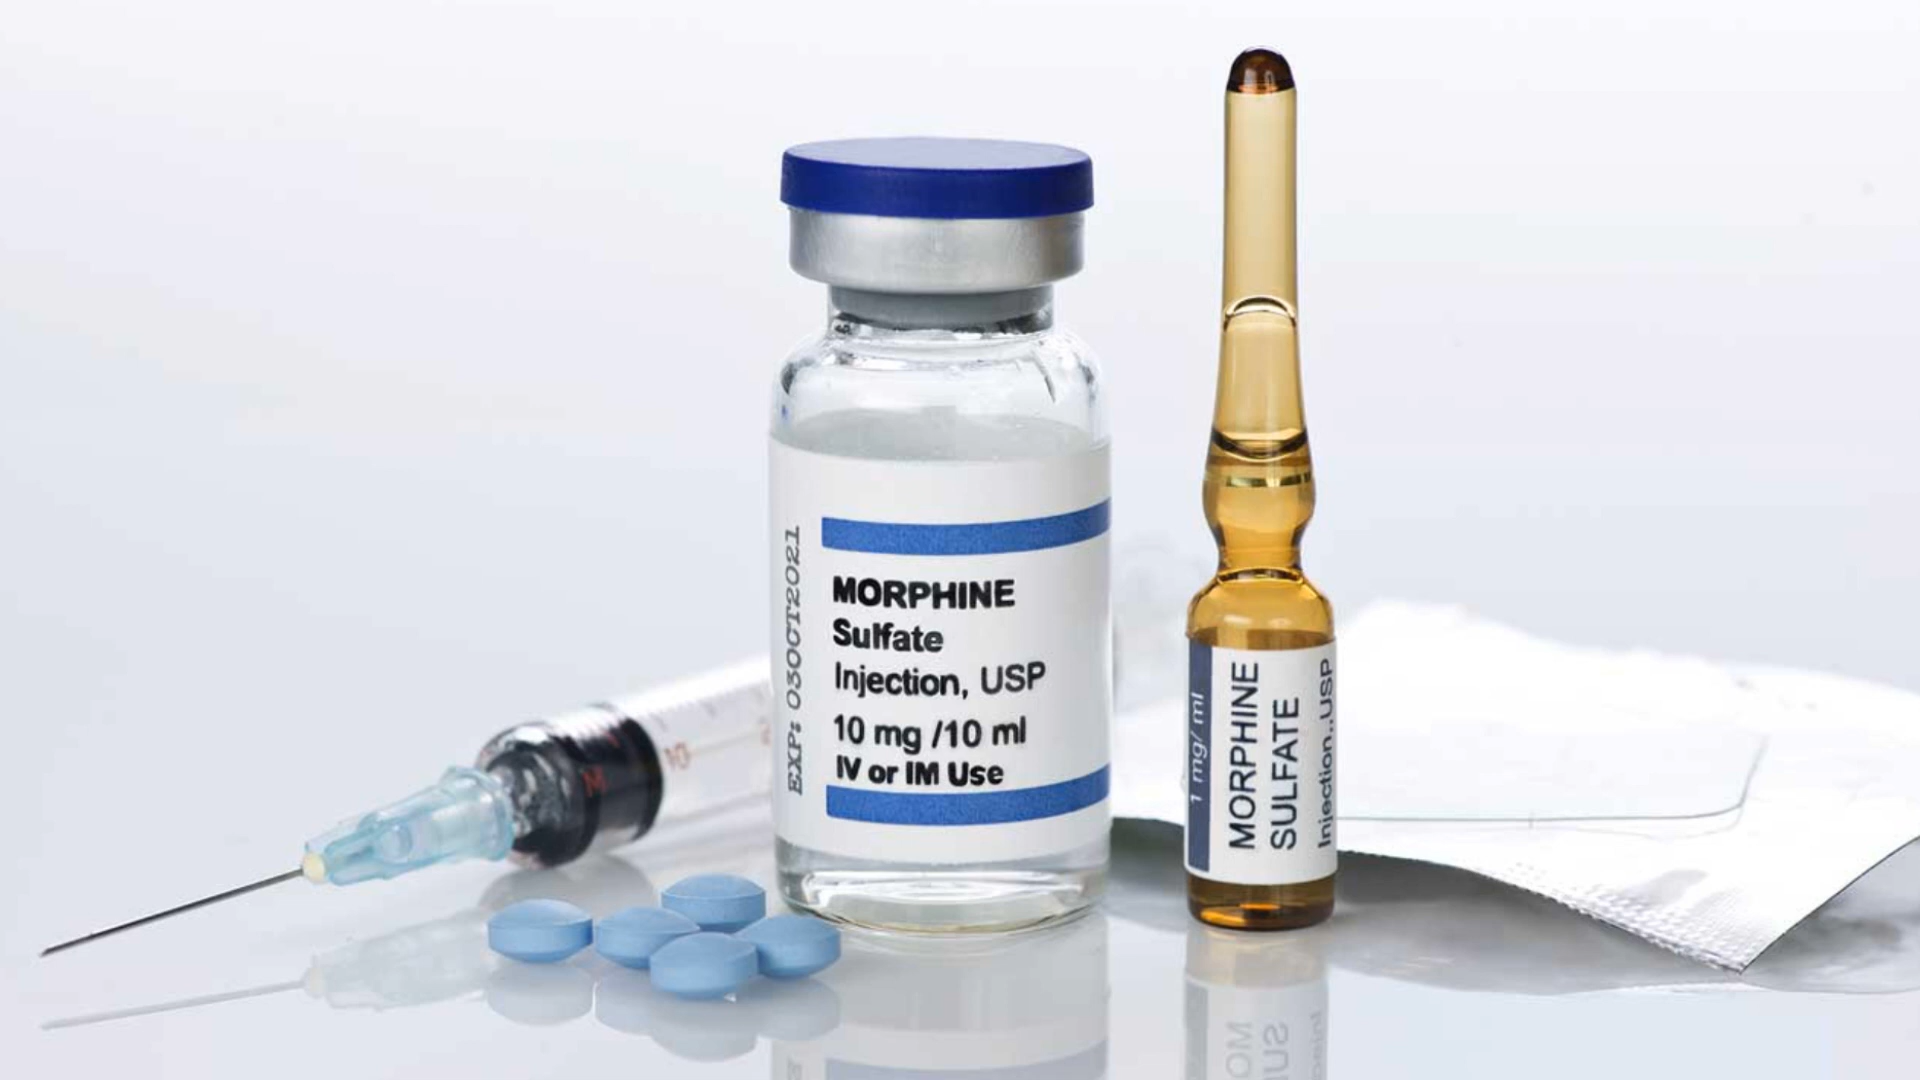 EXP: 03OCT2021
MORPHINE
Sulfate
Injection, USP
10 mg /10 ml
IV or IM Use
1 mg/ ml
MORPHINE
SULFATE
Injection,,USP
10